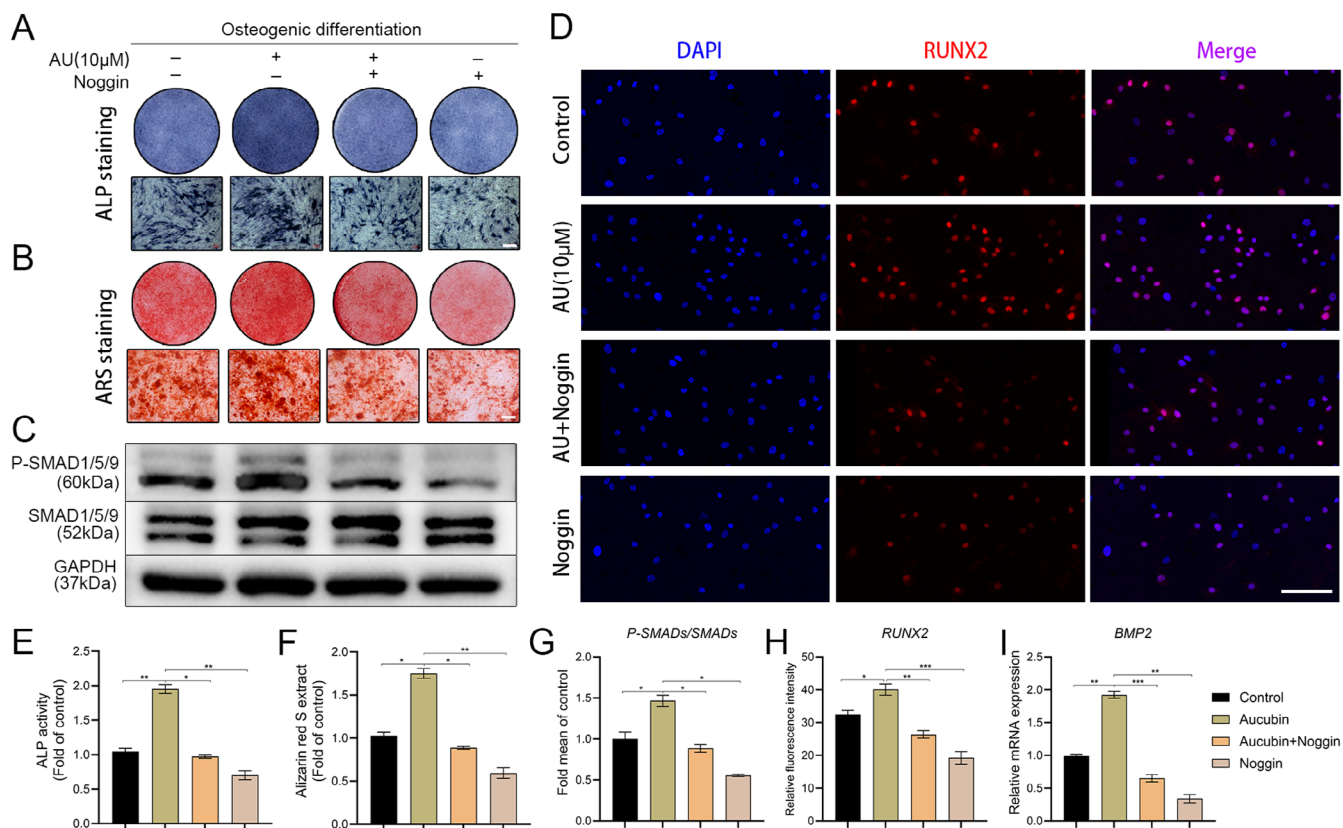 A
Osteogenic differentiation
AU(10μM) – + + –
Noggin – – + +
ALP staining
B
ARS staining
C
P-SMAD1/5/9
(60kDa)
SMAD1/5/9
(52kDa)
GAPDH
(37kDa)
D
DAPI RUNX2 Merge
Control
AU(10μM)
AU+Noggin
Noggin
E
ALP activity
(Fold of control)
2.5
2.0
1.5
1.0
0.5
0.0
** * **
F
Alizarin red S extract
(Fold of control)
2.0
1.5
1.0
0.5
0.0
* * **
G
P-SMADs/SMADs
Fold mean of control
2.0
1.5
1.0
0.5
0.0
* * *
H
RUNX2
Relative fluorescence intensity
50
40
30
20
10
0
* ** ***
I
BMP2
Relative mRNA expression
2.5
2.0
1.5
1.0
0.5
0.0
** *** **
Control
Aucubin
Aucubin+Noggin
Noggin